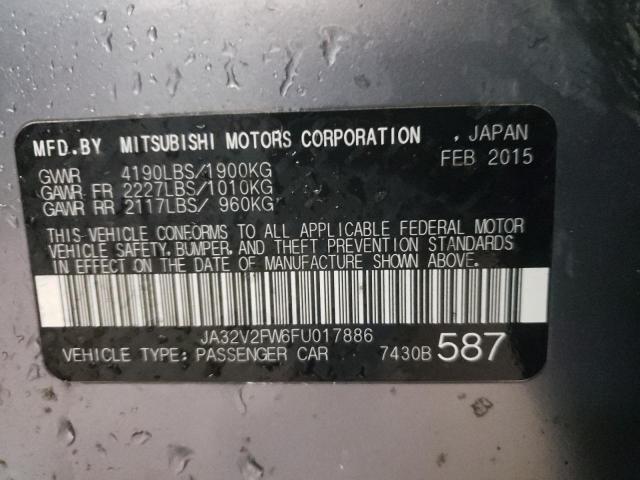 MFD.BY MITSUBISHI MOTORS CORPORATION , JAPAN
FEB 2015
GVWR 4190LBS/1900KG
GAWR FR 2227LBS/1010KG
GAWR RR 2117LBS/ 960KG
THIS VEHICLE CONFORMS TO ALL APPLICABLE FEDERAL MOTOR
VEHICLE SAFETY, BUMPER, AND THEFT PREVENTION STANDARDS
IN EFFECT ON THE DATE OF MANUFACTURE SHOWN ABOVE.
JA32V2FW6FU017886
VEHICLE TYPE: PASSENGER CAR 7430B 587